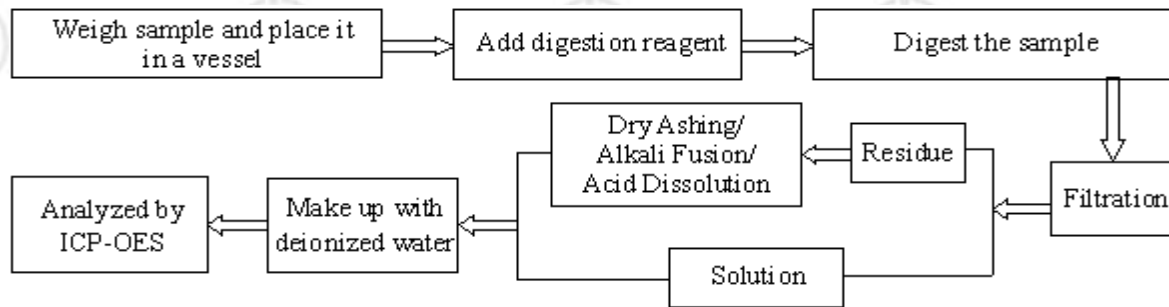 Weigh sample and place it
in a vessel
Add digestion reagent
Digest the sample
Filtration
Residue
Dry Ashing/
Alkali Fusion/
Acid Dissolution
Solution
Make up with
deionized water
Analyzed by
ICP-OES